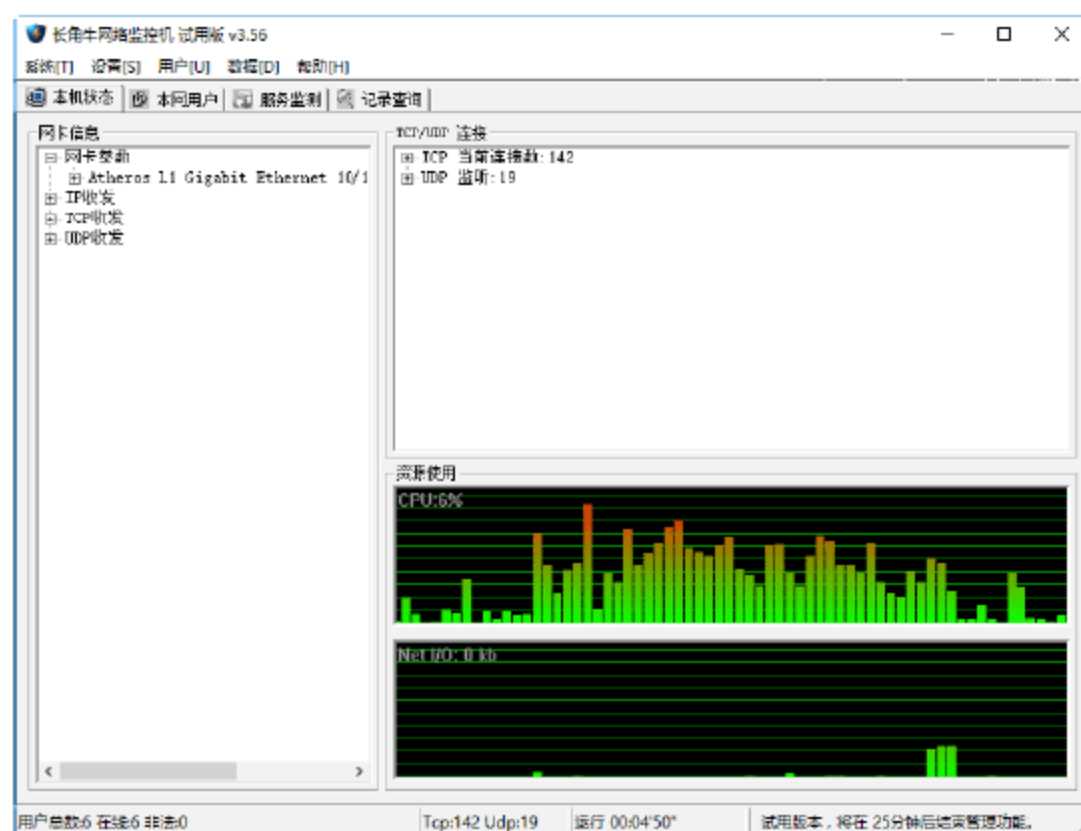 长角牛网络监控机 试用版 v3.56
系统[T] 设置[S] 用户[U] 数据[D] 帮助[H]
本机状态 本网用户 服务监测 记录查询
网卡信息
网卡参数
Atheros L1 Gigabit Ethernet 10/1
IP收发
TCP收发
UDP收发
TCP/UDP 连接
TCP 当前连接数:142
UDP 监听:19
资源使用
CPU:6%
Net I/O: 0 kb
用户总数:6 在线:6 非法:0
Tcp:142 Udp:19
运行 00:04'50"
试用版本，将在 25分钟后结束管理功能。